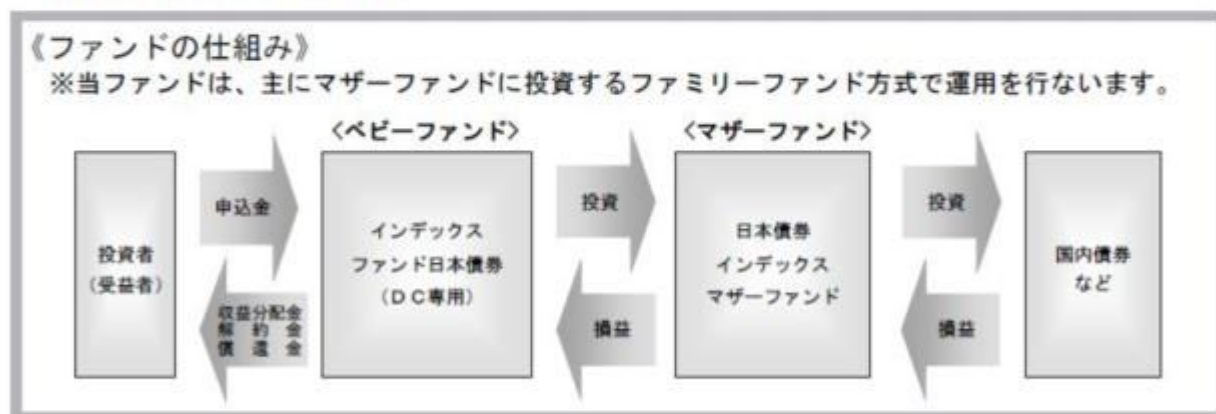 《ファンドの仕組み》
※当ファンドは、主にマザーファンドに投資するファミリーファンド方式で運用を行ないます。
〈ベビーファンド〉
〈マザーファンド〉
投資者
(受益者)
申込金
収益分配金
解約金
償還金
インデックス
ファンド日本債券
(DC専用)
投資
損益
日本債券
インデックス
マザーファンド
投資
損益
国内債券
など